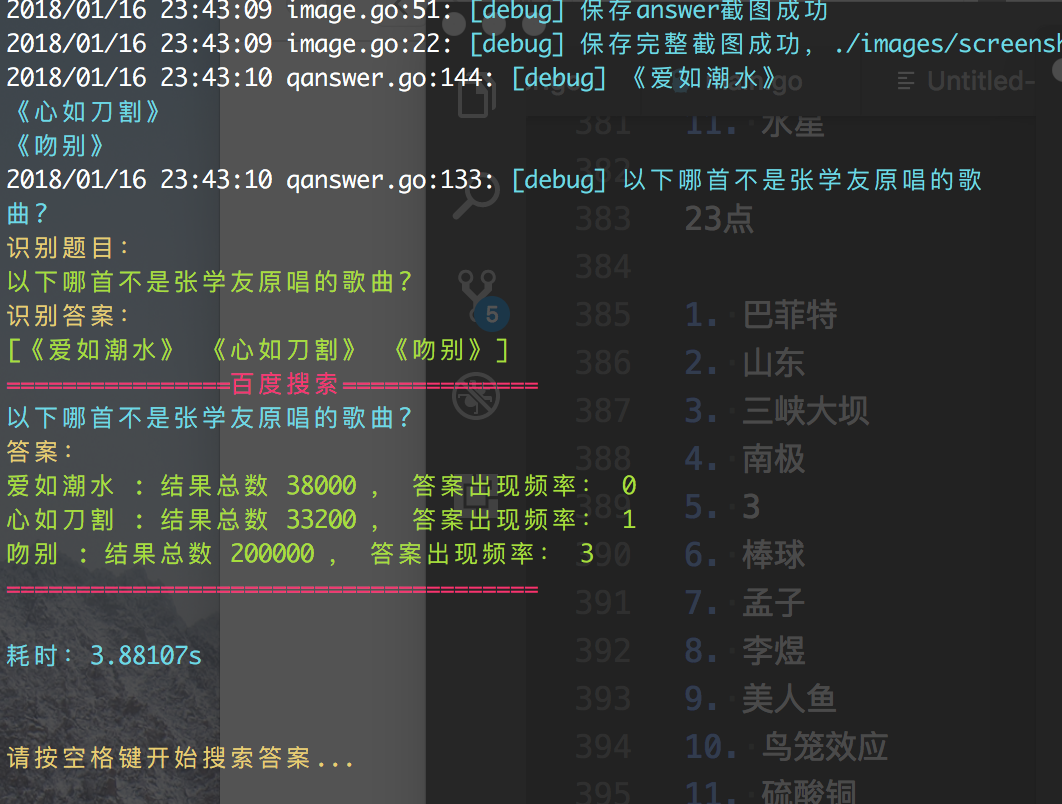 2018/01/16 23:43:09 image.go:51: [debug] 保存answer截图成功
2018/01/16 23:43:09 image.go:22: [debug] 保存完整截图成功，./images/screensh
2018/01/16 23:43:10 qanswer.go:144: [debug] 《爱如潮水》
《心如刀割》
《吻别》
2018/01/16 23:43:10 qanswer.go:133: [debug] 以下哪首不是张学友原唱的歌
曲？
识别题目：
以下哪首不是张学友原唱的歌曲？
识别答案：
[《爱如潮水》 《心如刀割》 《吻别》]
================百度搜索==============
以下哪首不是张学友原唱的歌曲？
答案：
爱如潮水 : 结果总数 38000 ， 答案出现频率： 0
心如刀割 : 结果总数 33200 ， 答案出现频率： 1
吻别 : 结果总数 200000 ， 答案出现频率： 3
======================================
耗时：3.88107s
请按空格键开始搜索答案...
Untitled-
381 11. 水星
382
383 23点
384
385 1. 巴菲特
386 2. 山东
387 3. 三峡大坝
388 4. 南极
389 5. 3
390 6. 棒球
391 7. 孟子
392 8. 李煜
393 9. 美人鱼
394 10. 鸟笼效应
395 11. 硫酸铜
5